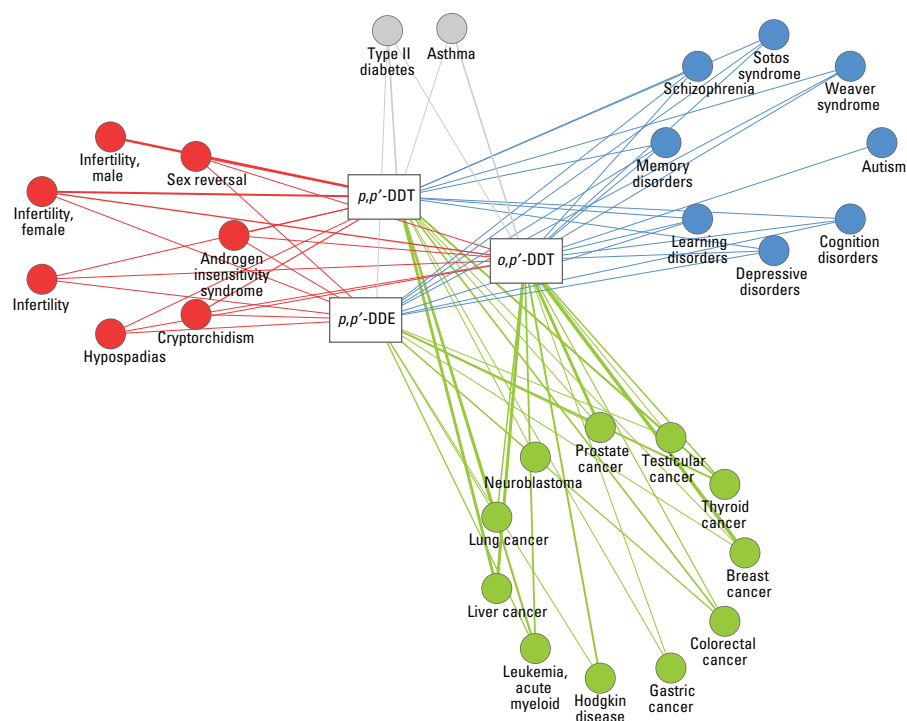 Type II
diabetes
Asthma
Sotos
syndrome
Schizophrenia
Weaver
syndrome
Infertility,
male
Sex reversal
Memory
disorders
Autism
p,p′-DDT
Infertility,
female
Androgen
insensitivity
syndrome
o,p′-DDT
Learning
disorders
Cognition
disorders
Depressive
disorders
Infertility
p,p′-DDE
Hypospadias
Cryptorchidism
Prostate
cancer
Testicular
cancer
Neuroblastoma
Thyroid
cancer
Lung cancer
Breast
cancer
Liver cancer
Colorectal
cancer
Leukemia,
acute
myeloid
Hodgkin
disease
Gastric
cancer